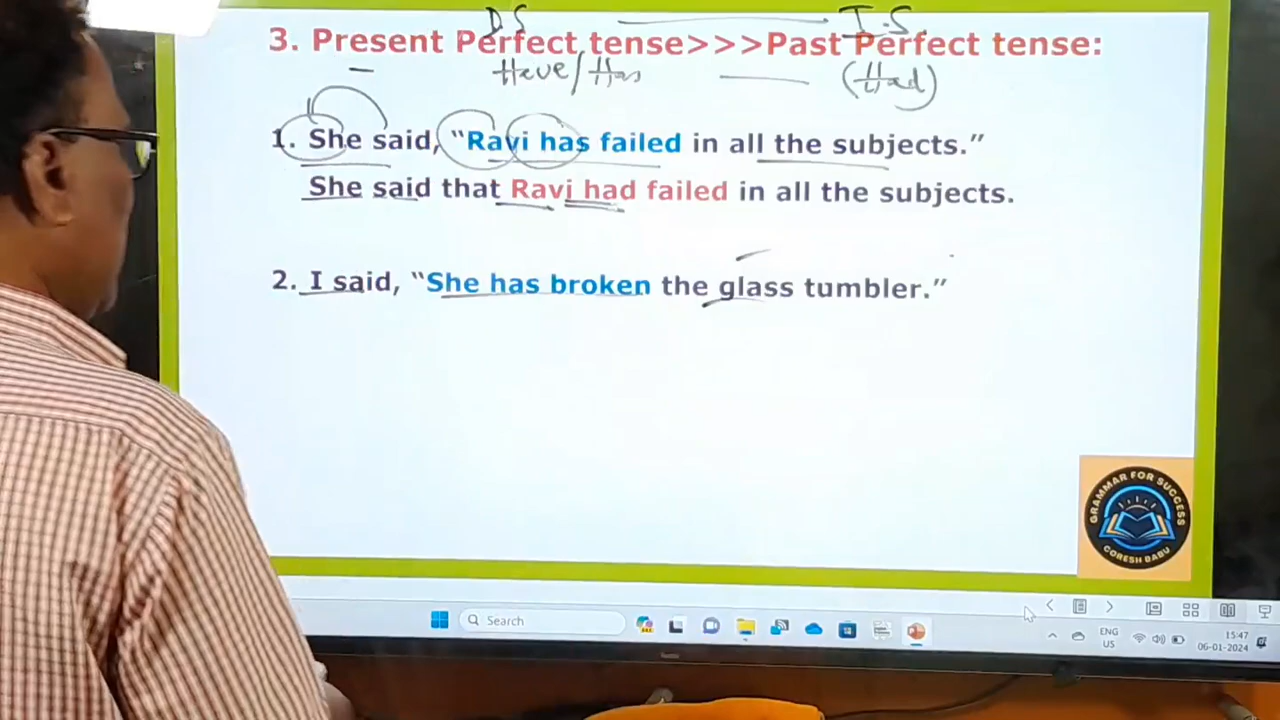 D.S I.S.
3. Present Perfect tense>>>Past Perfect tense:
Have/Has (Had)
1. She said, “Ravi has failed in all the subjects.”
She said that Ravi had failed in all the subjects.
2. I said, “She has broken the glass tumbler.”
GRAMMAR FOR SUCCESS
CORESH BABU
Search
ENG
US
15:47
06-01-2024